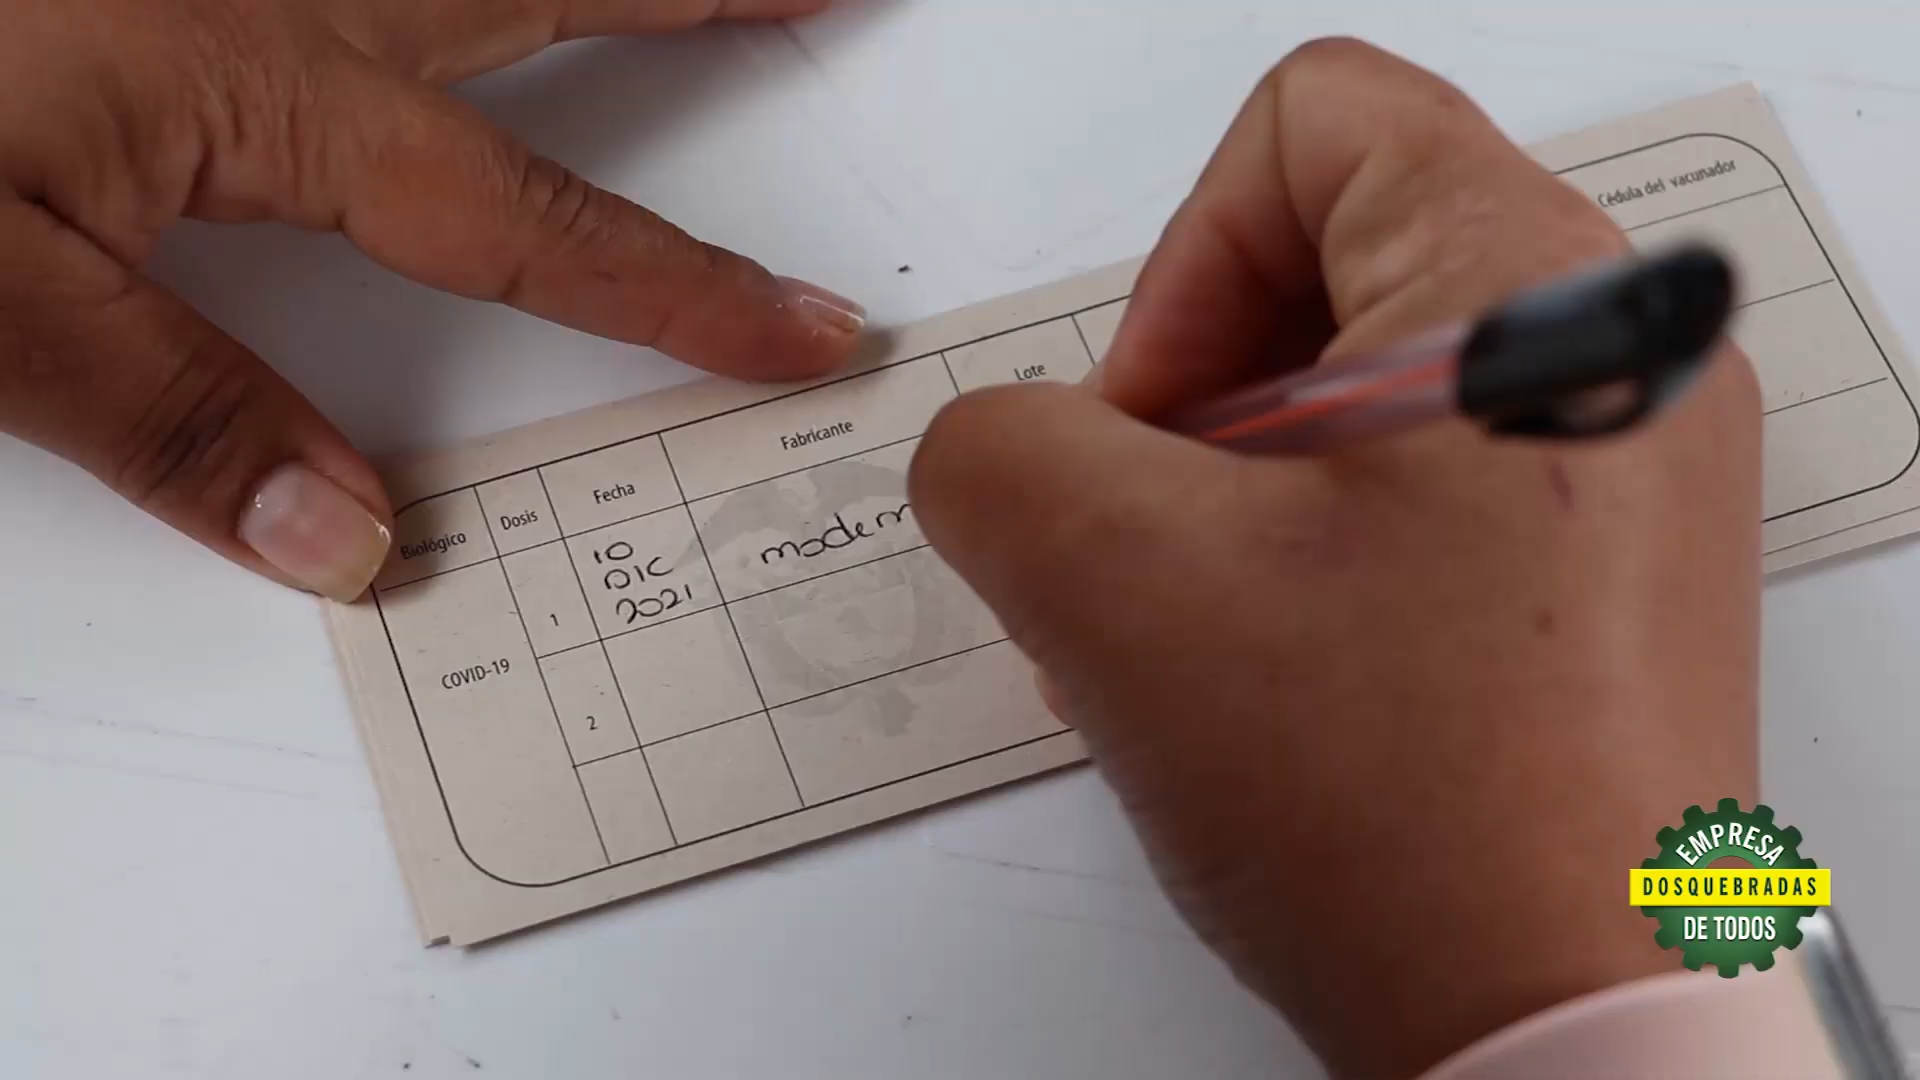 Biológico Dosis Fecha Fabricante Lote Cédula del vacunador
COVID-19
1
10
DIC
2021
modern
2
EMPRESA
DOSQUEBRADAS
DE TODOS